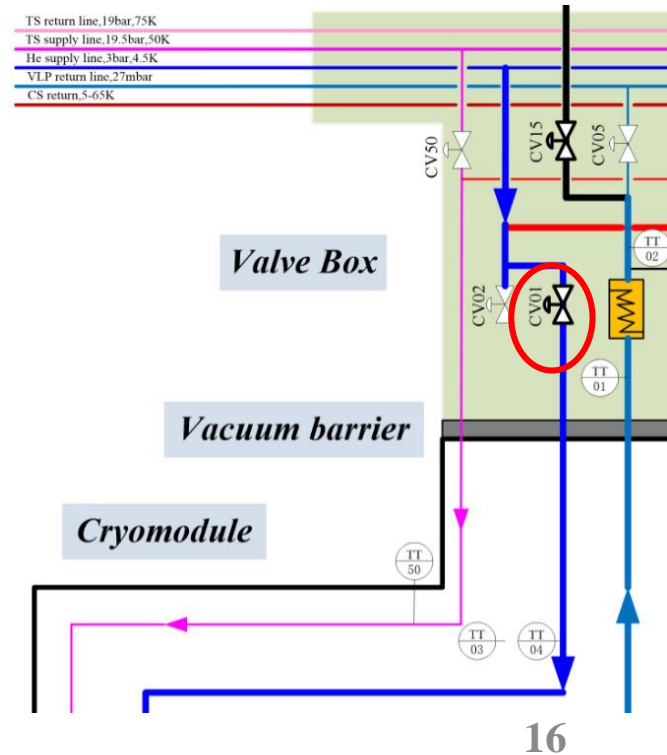 TS return line,19bar,75K
TS supply line,19.5bar,50K
He supply line,3bar,4.5K
VLP return line,27mbar
CS return,5-65K
CV50
CV15
CV05
Valve Box
TT
02
CV02
CV01
TT
01
Vacuum barrier
Cryomodule
TT
50
TT
03
TT
04
16